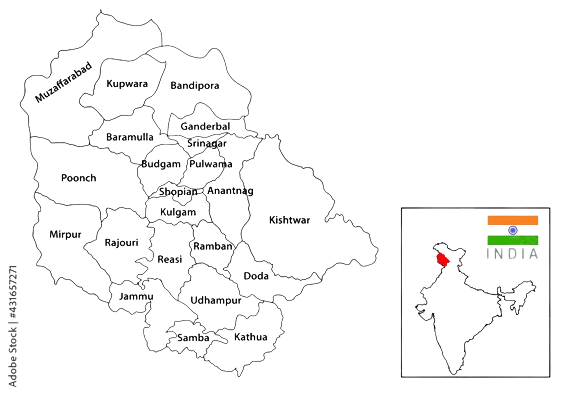 Muzaffarabad
Kupwara
Bandipora
Ganderbal
Baramulla
Srinagar
Budgam
Pulwama
Poonch
Shopian
Anantnag
Kulgam
Kishtwar
Mirpur
Rajouri
Ramban
Reasi
Doda
Jammu
Udhampur
Samba
Kathua
INDIA
Adobe Stock | #431657271